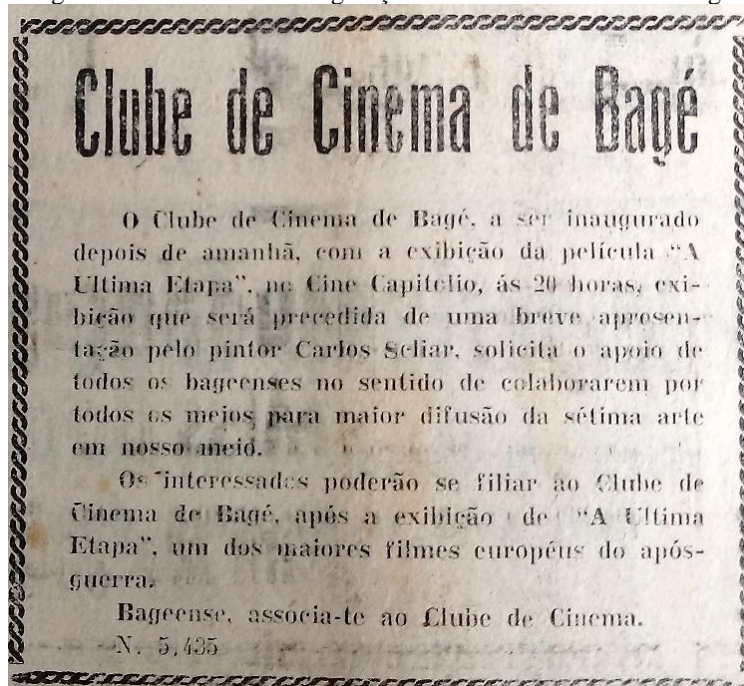 Clube de Cinema de Bagé
O Clube de Cinema de Bagé, a ser inaugurado
depois de amanhã, com a exibição da película “A
Ultima Etapa”, no Cine Capitolio, ás 20 horas, exi-
bição que será precedida de uma breve apresen-
tação pelo pintor Carlos Scliar, solicita o apoio de
todos os bageenses no sentido de colaborarem por
todos os meios para maior difusão da sétima arte
em nosso meio.
Os interessados poderão se filiar ao Clube de
Cinema de Bagé, após a exibição de “A Ultima
Etapa”, um dos maiores filmes européus do após-
guerra.
Bageense, associa-te ao Clube de Cinema.
N. 5,435